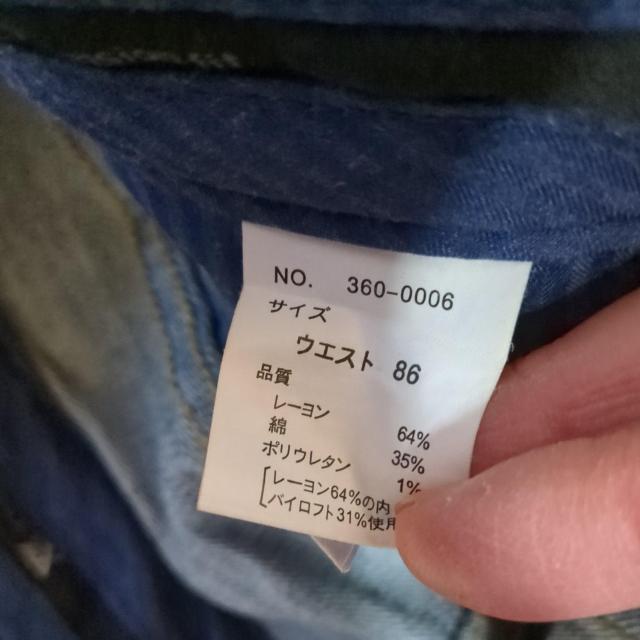 NO. 360-0006
サイズ
ウエスト 86
品質
レーヨン 64%
綿 35%
ポリウレタン 1%
[レーヨン64%の内
バイロフト31%使用